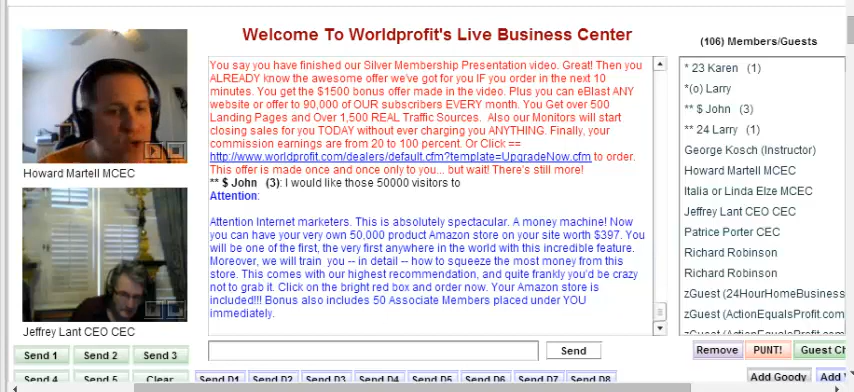 Welcome To Worldprofit's Live Business Center
(106) Members/Guests
Howard Martell MCEC
Jeffrey Lant CEO CEC
You say you have finished our Silver Membership Presentation video. Great! Then you
ALREADY know the awesome offer we've got for you IF you order in the next 10
minutes. You get the $1500 bonus offer made in the video. Plus you can eBlast ANY
website or offer to 90,000 of OUR subscribers EVERY month. You Get over 500
Landing Pages and Over 1,500 REAL Traffic Sources. Also our Monitors will start
closing sales for you TODAY without ever charging you ANYTHING. Finally, your
commission earnings are from 20 to 100 percent. Or Click ==
http://www.worldprofit.com/dealers/default.cfm?template=UpgradeNow.cfm to order.
This offer is made once and once only to you... but wait! There's still more!
** $ John (3): I would like those 50000 visitors to
Attention:
Attention Internet marketers. This is absolutely spectacular. A money machine! Now
you can have your very own 50,000 product Amazon store on your site worth $397. You
will be one of the first, the very first anywhere in the world with this incredible feature.
Moreover, we will train you -- in detail -- how to squeeze the most money from this
store. This comes with our highest recommendation, and quite frankly you'd be crazy
not to grab it. Click on the bright red box and order now. Your Amazon store is
included!!! Bonus also includes 50 Associate Members placed under YOU
immediately.
* 23 Karen (1)
*(o) Larry
** $ John (3)
** 24 Larry (1)
George Kosch (Instructor)
Howard Martell MCEC
Italia or Linda Elze MCEC
Jeffrey Lant CEO CEC
Patrice Porter CEC
Richard Robinson
Richard Robinson
zGuest (24HourHomeBusiness
zGuest (ActionEqualsProfit.com
zGuest (ActionEqualsProfit.com
Send 1 Send 2 Send 3
Send
Remove PUNT! Guest Ch
Send 4 Send 5 Clear
Send D1 Send D2 Send D3 Send D4 Send D5 Send D6 Send D7 Send D8
Add Goody Add